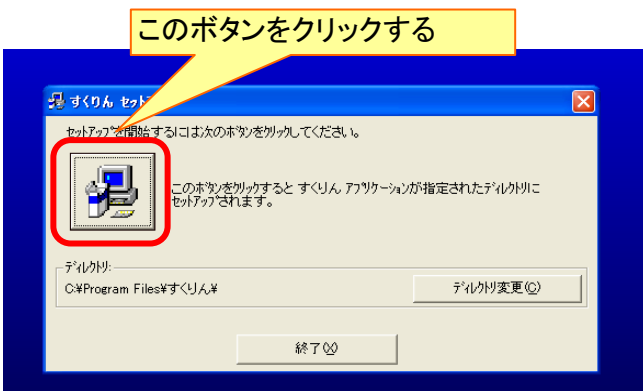 このボタンをクリックする
すくりん セット
セットアップを開始するには次のボタンをクリックしてください。
このボタンをクリックすると すくりん アプリケーションが指定されたディレクトリに
セットアップされます。
ディレクトリ:
C:¥Program Files¥すくりん¥
ディレクトリ変更(C)
終了(X)